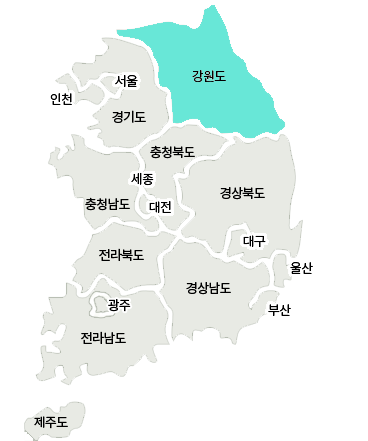 강원도
서울
인천
경기도
충청북도
세종
경상북도
충청남도
대전
대구
전라북도
울산
경상남도
광주
부산
전라남도
제주도